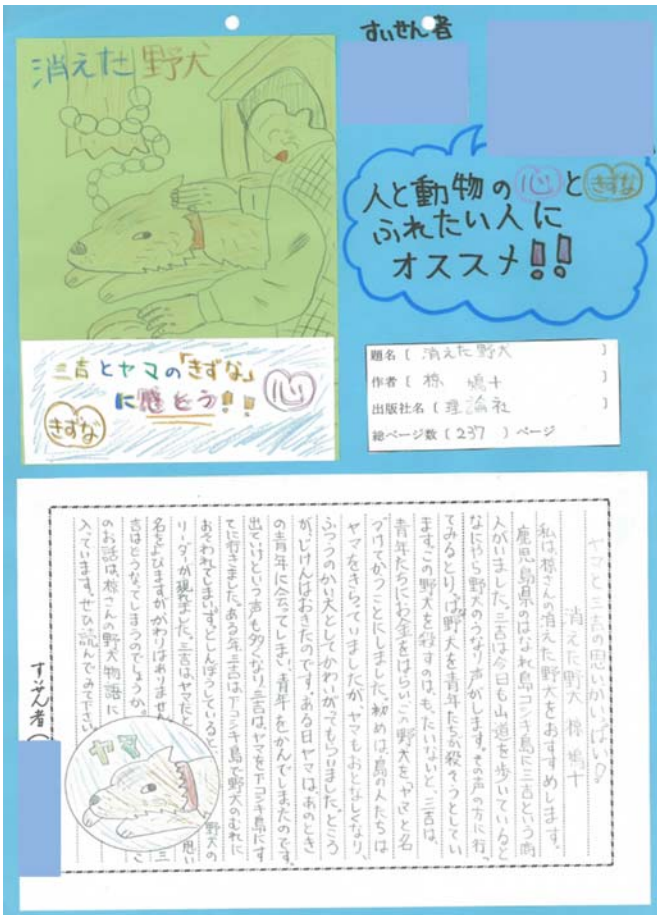 消えた野犬
すいせん者
人と動物の心ときずな
ふれたい人に
オススメ!!
三吉とヤマの「きずな」
に感どう!!
心
きずな
題名 [ 消えた野犬 ]
作者 [ 椋 鳩十 ]
出版社名 [ 理論社 ]
総ページ数 ( 237 ) ページ
ヤマと三吉の思いがいっぱい!
消えた野犬 椋 鳩十
私は、椋さんの消えた野犬をおすすめします。
鹿児島県のはなれ島コシキ島に三吉という商
人がいました。三吉は今日も山道を歩いていると
なにやら野犬のうなり声がします。その声の方に行っ
てみるとりっぱな野犬を青年たちが殺そうとしてい
ます。この野犬を殺すのは、もったいないと、三吉は、
青年たちにお金をはらいこの野犬を、「ヤマ」と名
づけてかうことにしました。初めは、島の人たちは
ヤマをきらっていましたが、ヤマもおとなしくなり、
ふつうのかい犬としてかわいがってもらいました。ところ
が、じけんはおきたのです。ある日ヤマは、あのとき
の青年に会ってしまい、青年をかんでしまたのです。
出ていけという声も多くなり、三吉は、ヤマを下コシキ島にす
てに行きました。ある年三吉は下コシキ島で野犬のむれに
おそわれてしまいます。
野犬の
リーダーが現れました。三吉は、ヤマだと
思い
名をよびますがかわりはありません
三
吉はどうなってしまうのでしょうか。
こ
のお話は、椋さんの野犬物語に
入っています。ぜひ読んでみて下さい。
ヤマ
すいせん者